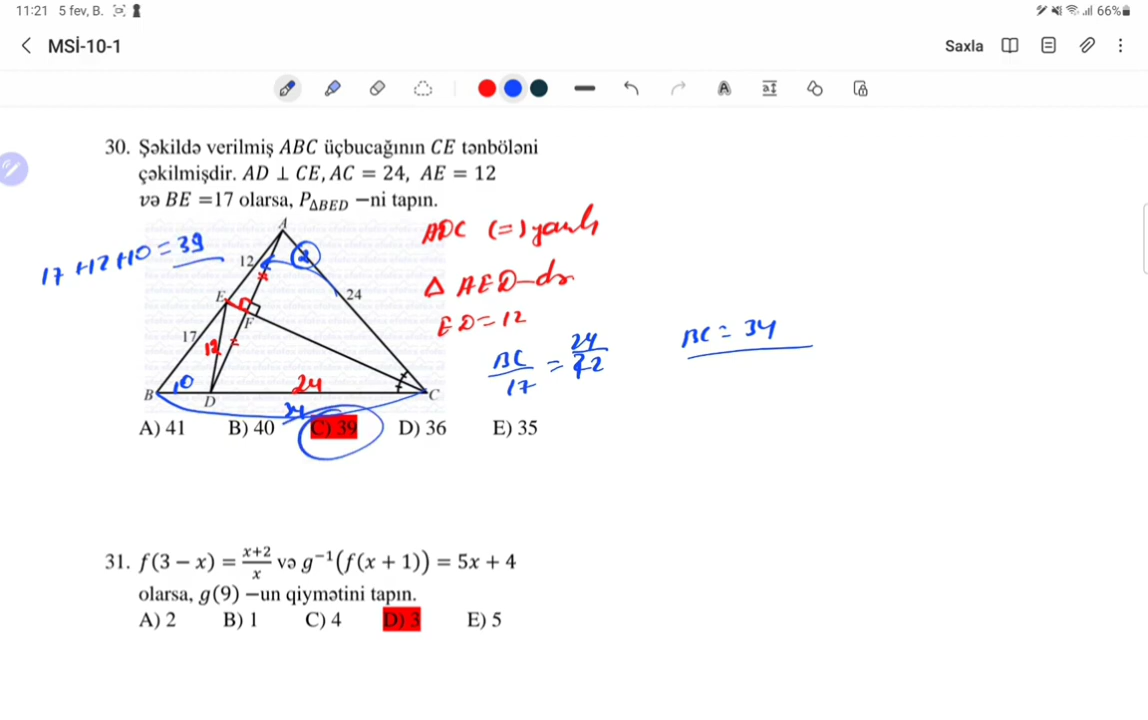 11:21 5 fev, B. 66%
MSİ-10-1 Saxla
30. Şəkildə verilmiş ABC üçbucağının CE tənböləni
çəkilmişdir. AD ⊥ CE, AC = 24, AE = 12
və BE =17 olarsa, P△BED −ni tapın.
17 +12 +10 = 39
ADC (=) yanlı
△ AED-də
ED = 12
BC/17 = 24/12
BC = 34
A
12
2
24
E
F
17
12
10
24
B
D
C
34
A) 41 B) 40 C) 39 D) 36 E) 35
31. f(3 − x) = x+2/x və g⁻¹(f(x + 1)) = 5x + 4
olarsa, g(9) −un qiymətini tapın.
A) 2 B) 1 C) 4 D) 3 E) 5